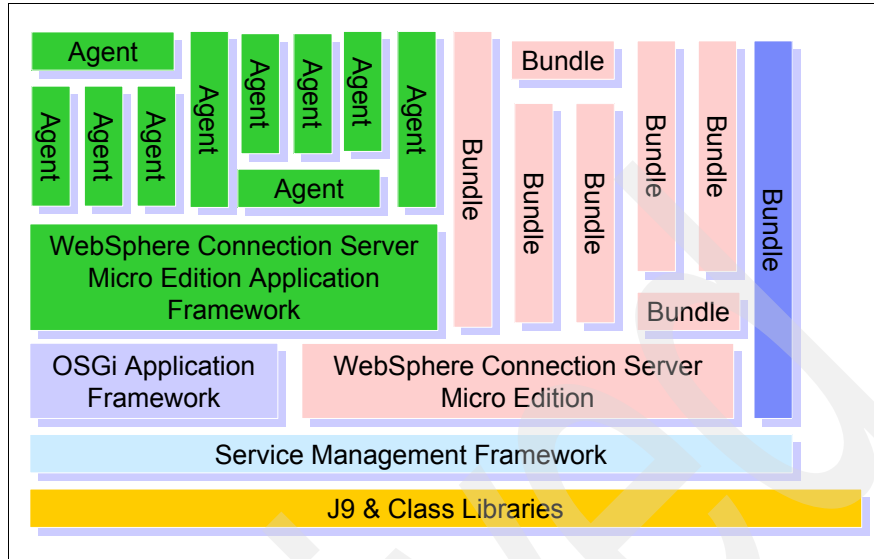 Agent
Agent
Agent
Agent
Agent
Agent
Agent
Agent
Agent
Agent
Bundle
Bundle
Bundle
Bundle
Bundle
Bundle
Bundle
Bundle
WebSphere Connection Server
Micro Edition Application
Framework
OSGi Application
Framework
WebSphere Connection Server
Micro Edition
Service Management Framework
J9 & Class Libraries